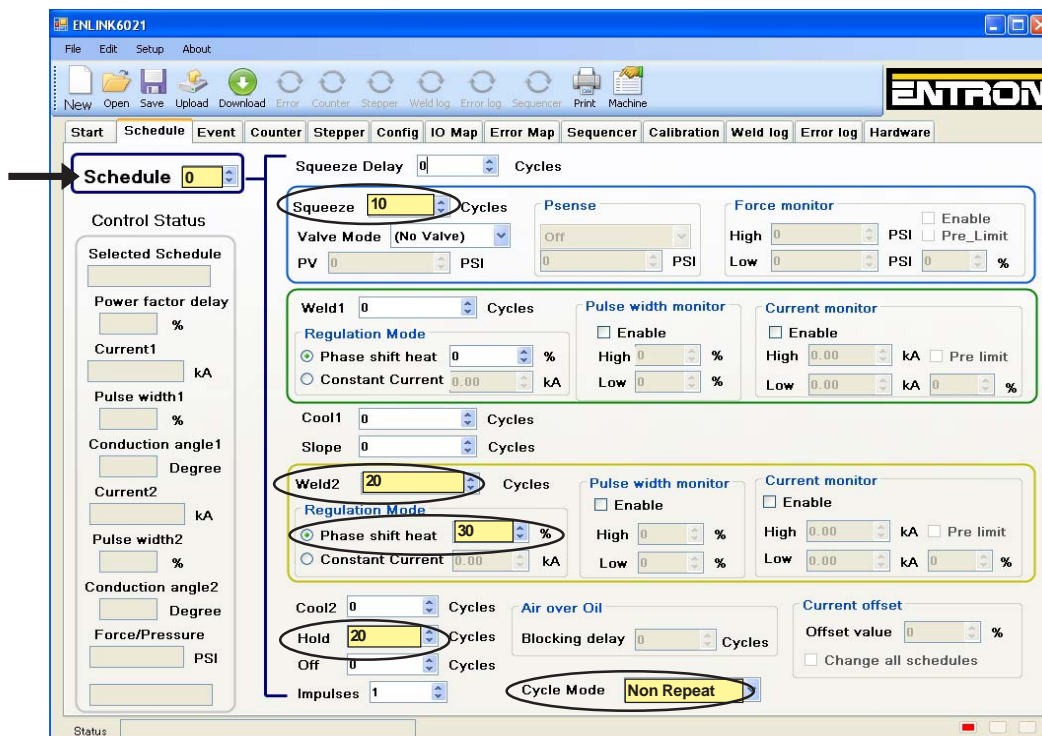 ENLINK6021
File Edit Setup About
New Open Save Upload Download Error Counter Stepper Weld log Error log Sequencer Print Machine
ENTRON
Start Schedule Event Counter Stepper Config IO Map Error Map Sequencer Calibration Weld log Error log Hardware
Schedule 0
Control Status
Selected Schedule
Power factor delay
%
Current1
kA
Pulse width1
%
Conduction angle1
Degree
Current2
kA
Pulse width2
%
Conduction angle2
Degree
Force/Pressure
PSI
Squeeze Delay 0 Cycles
Squeeze 10 Cycles
Valve Mode (No Valve)
PV 0 PSI
Psense
Off
0 PSI
Force monitor
Enable
High 0 PSI Pre_Limit
Low 0 PSI 0 %
Weld1 0 Cycles
Regulation Mode
Phase shift heat 0 %
Constant Current 0.00 kA
Pulse width monitor
Enable
High 0 %
Low 0 %
Current monitor
Enable
High 0.00 kA Pre limit
Low 0.00 kA 0 %
Cool1 0 Cycles
Slope 0 Cycles
Weld2 20 Cycles
Regulation Mode
Phase shift heat 30 %
Constant Current 0.00 kA
Pulse width monitor
Enable
High 0 %
Low 0 %
Current monitor
Enable
High 0.00 kA Pre limit
Low 0.00 kA 0 %
Cool2 0 Cycles
Hold 20 Cycles
Off 0 Cycles
Impulses 1
Air over Oil
Blocking delay 0 Cycles
Current offset
Offset value 0 %
Change all schedules
Cycle Mode Non Repeat
Status